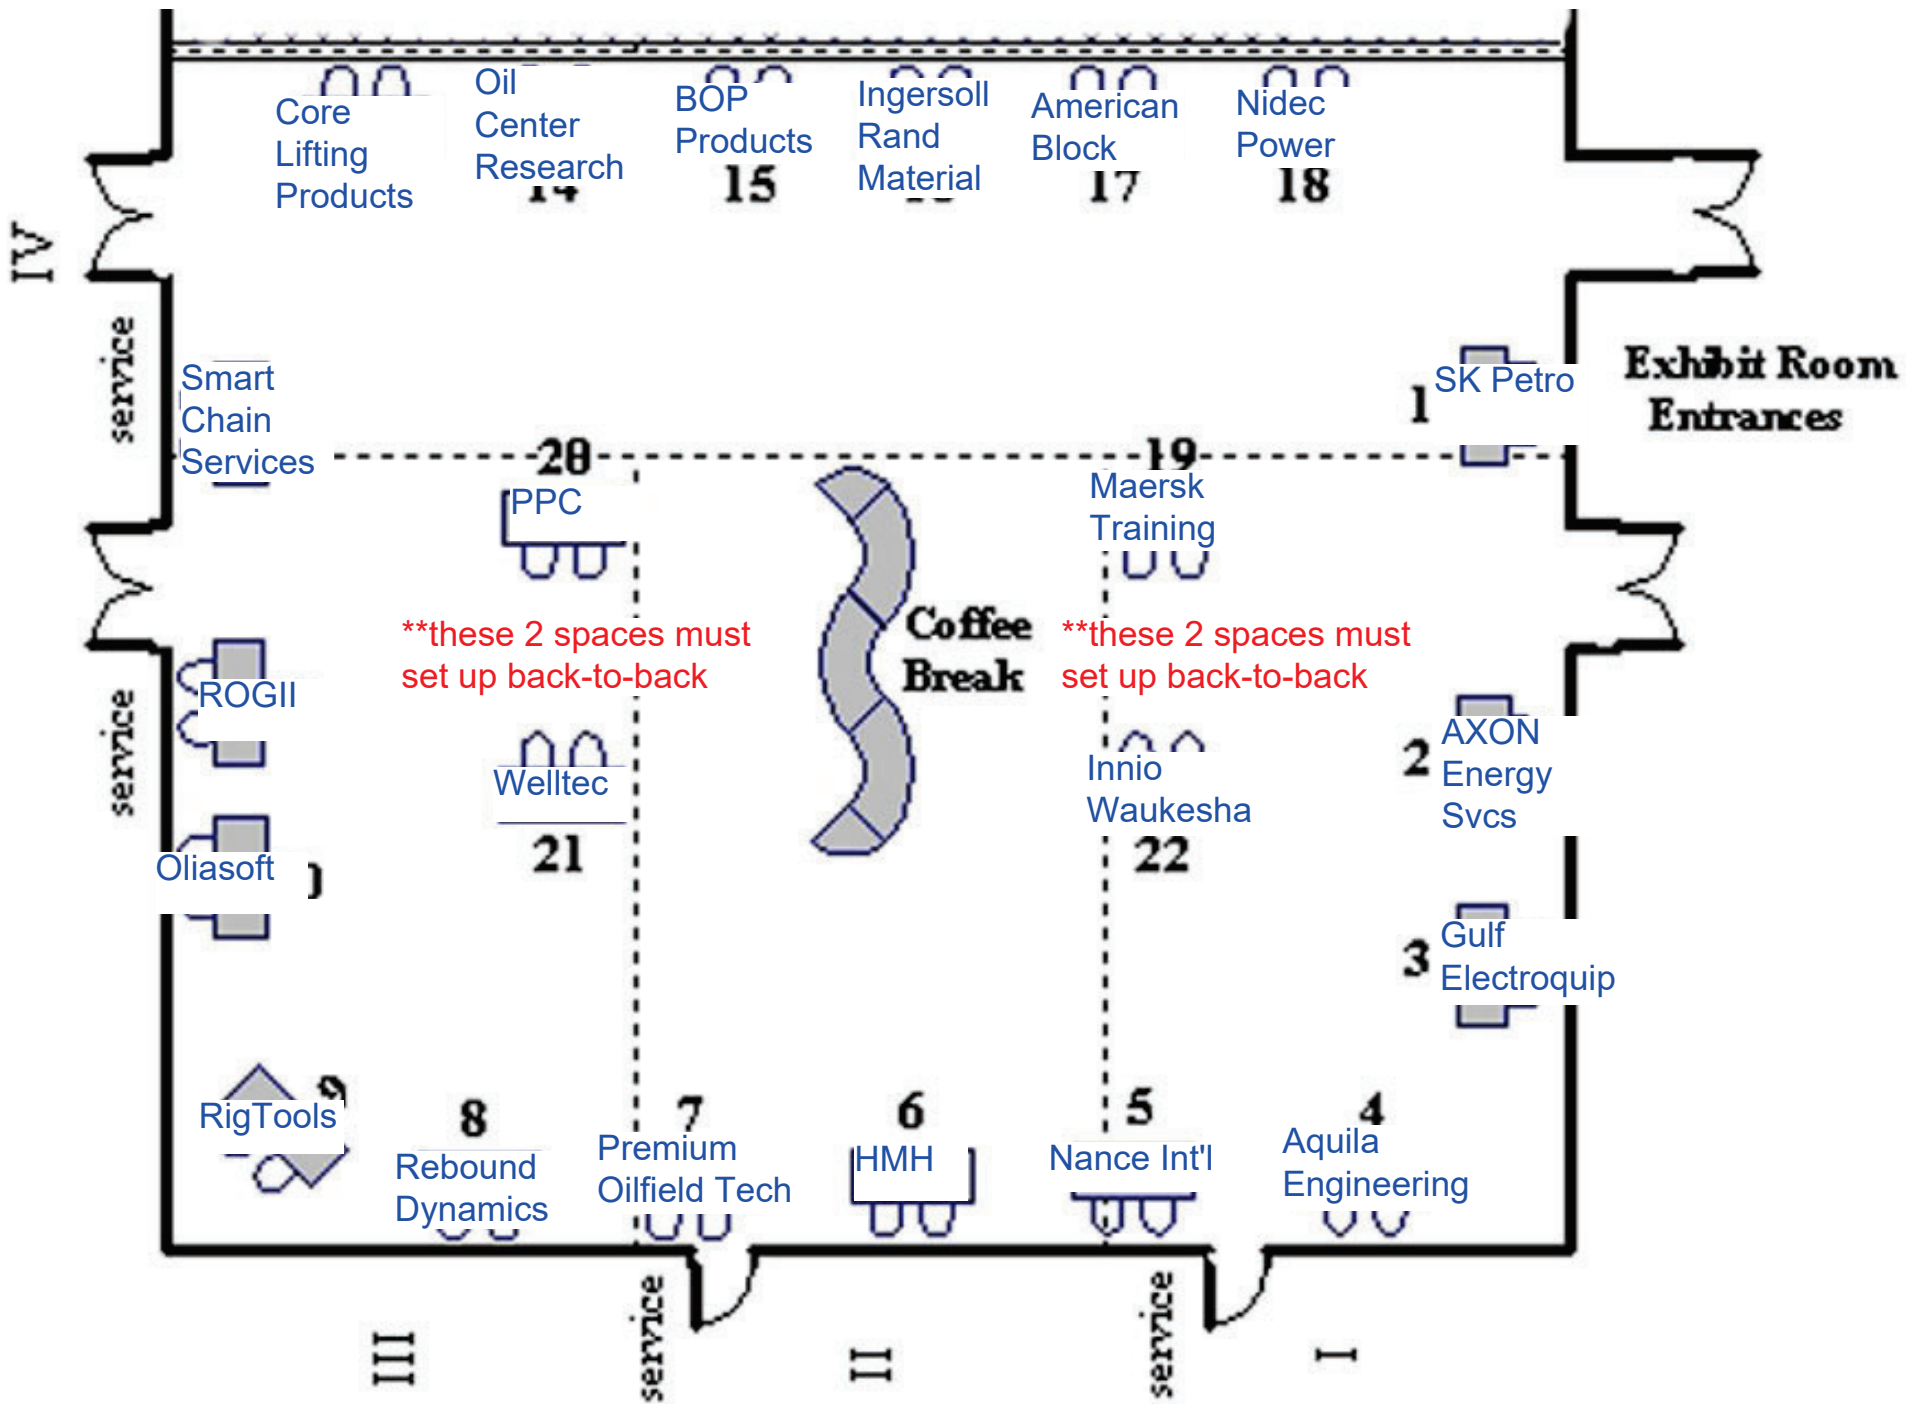 Core
Lifting
Products
Oil
Center
Research
14
BOP
Products
15
Ingersoll
Rand
Material
American
Block
17
Nidec
Power
18
IV
service
Smart
Chain
Services
SK Petro
1
Exhibit Room
Entrances
20
PPC
19
Maersk
Training
**these 2 spaces must
set up back-to-back
Coffee
Break
**these 2 spaces must
set up back-to-back
service
ROGII
Welltec
21
Innio
Waukesha
22
2
AXON
Energy
Svcs
Oliasoft
3
Gulf
Electroquip
9
RigTools
8
Rebound
Dynamics
7
Premium
Oilfield Tech
6
HMH
5
Nance Int'l
4
Aquila
Engineering
III
service
II
service
I